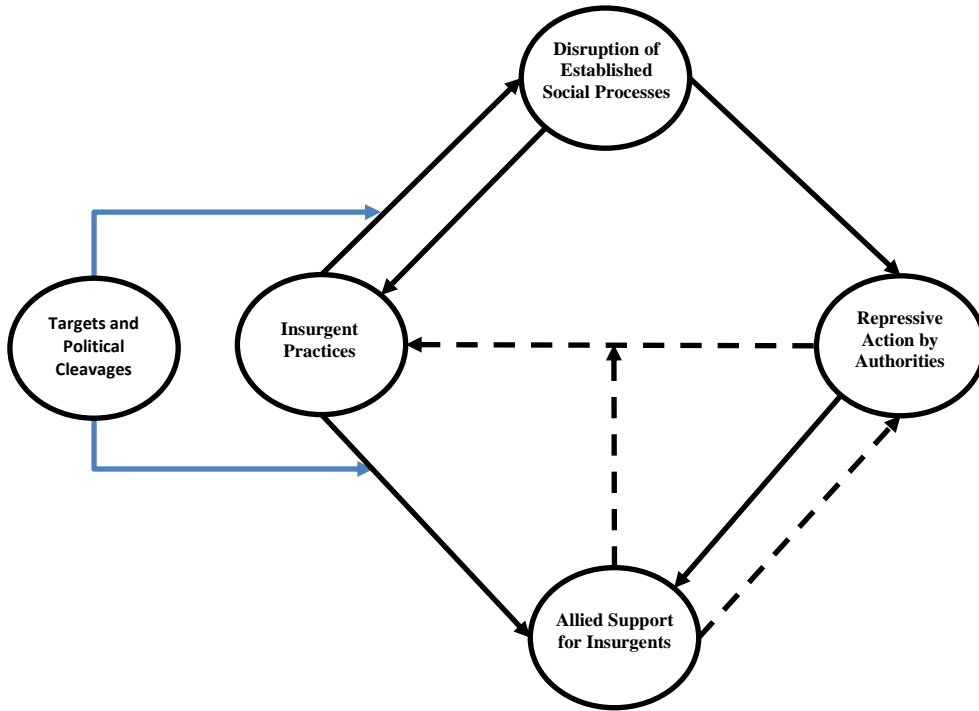 Disruption of
Established
Social Processes
Targets and
Political
Cleavages
Insurgent
Practices
Repressive
Action by
Authorities
Allied Support
for Insurgents